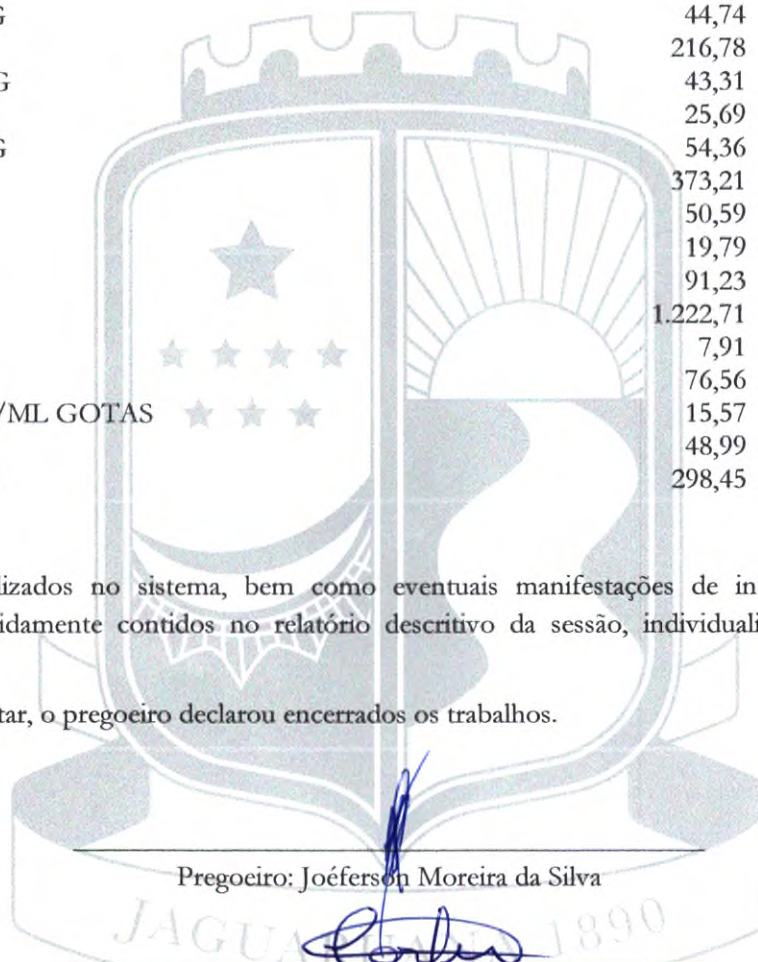 G 44,74
216,78
G 43,31
25,69
G 54,36
373,21
50,59
19,79
91,23
1.222,71
7,91
76,56
/ML GOTAS 15,57
48,99
298,45
lizados no sistema, bem como eventuais manifestações de in
idamente contidos no relatório descritivo da sessão, individuali
tar, o pregoeiro declarou encerrados os trabalhos.
Pregoeiro: Joéferson Moreira da Silva
1890